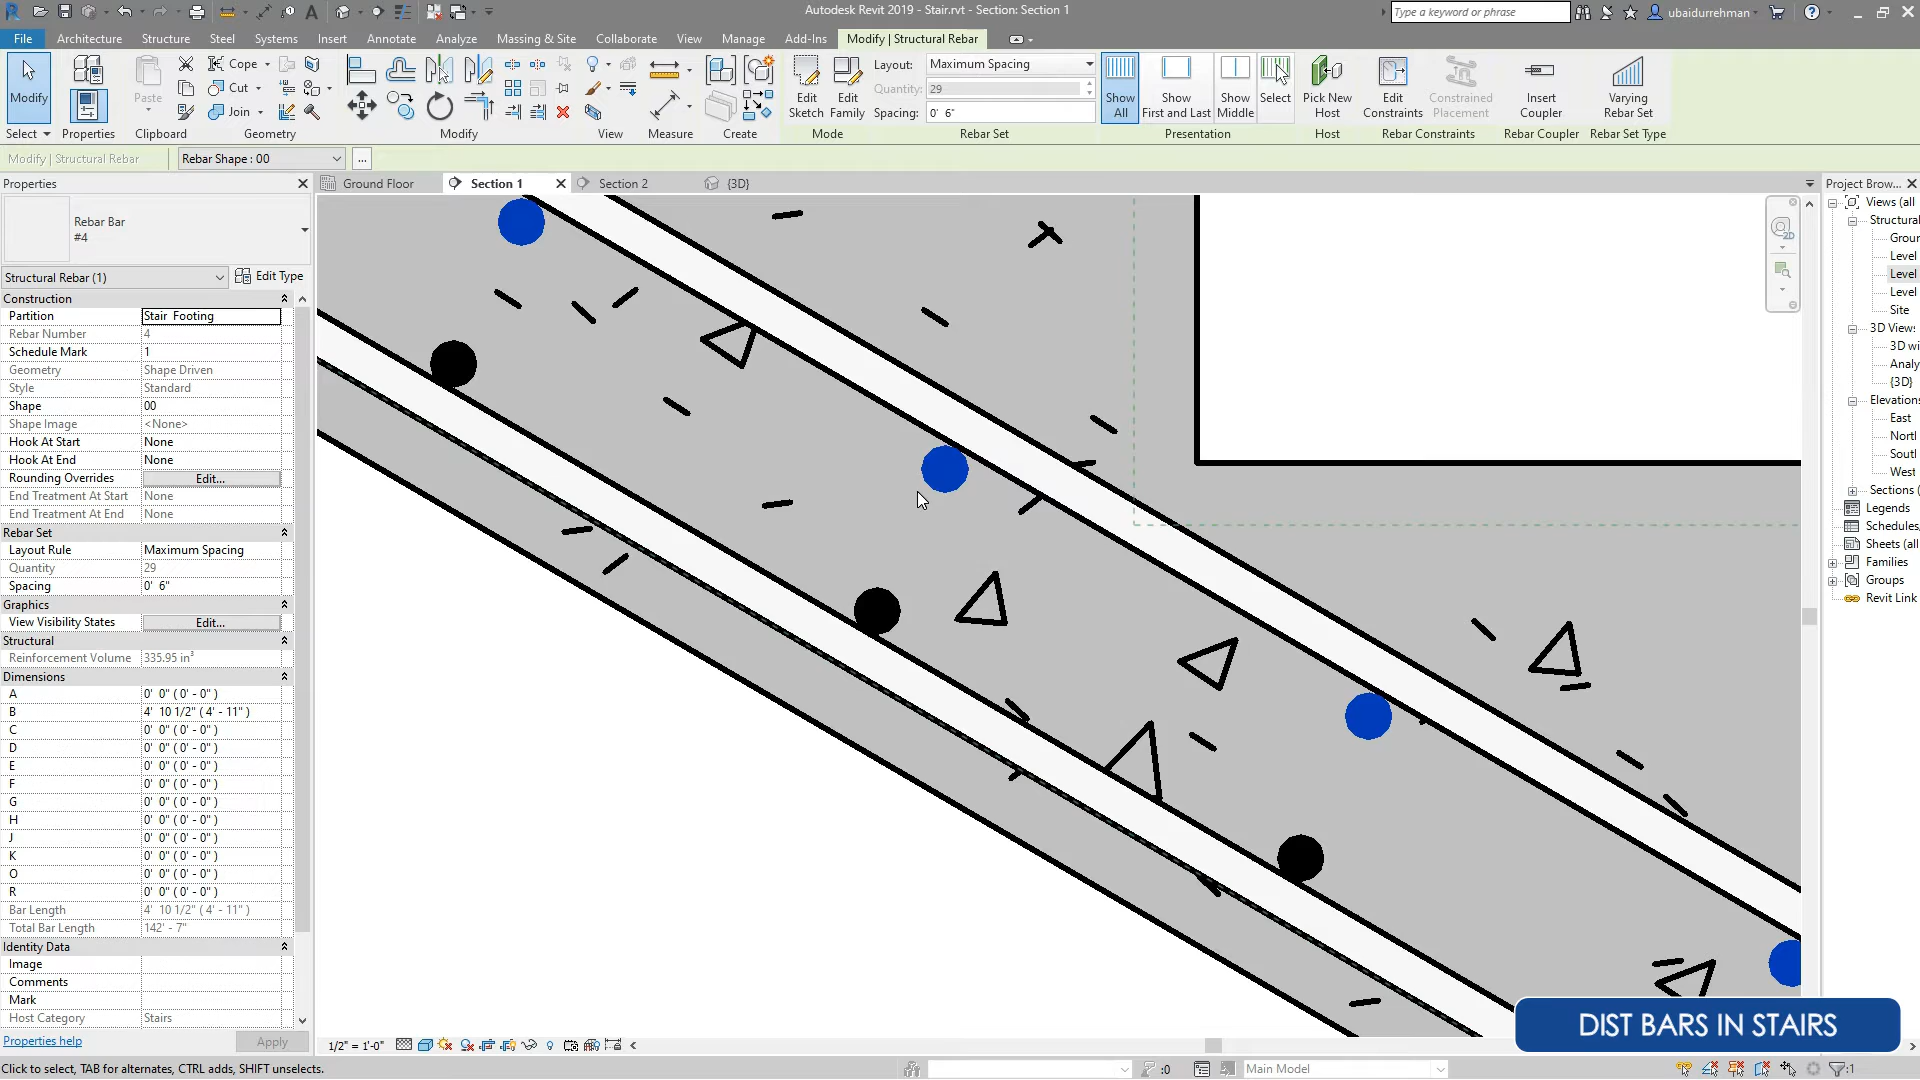 Autodesk Revit 2019 - Stair.rvt - Section: Section 1
Type a keyword or phrase
ubaidurrehman
File Architecture Structure Steel Systems Insert Annotate Analyze Massing & Site Collaborate View Manage Add-Ins Modify | Structural Rebar
Modify
Paste
Cope
Cut
Join
Edit Sketch
Edit Family
Layout: Maximum Spacing
Quantity: 29
Spacing: 0' 6"
Show All
Show First and Last
Show Middle
Select
Pick New Host
Edit Constraints
Constrained Placement
Insert Coupler
Varying Rebar Set
Select Properties Clipboard Geometry Modify View Measure Create Mode Rebar Set Presentation Host Rebar Constraints Rebar Coupler Rebar Set Type
Modify | Structural Rebar Rebar Shape : 00 ...
Properties
Ground Floor Section 1 Section 2 {3D}
Rebar Bar
#4
Structural Rebar (1) Edit Type
Construction
Partition Stair Footing
Rebar Number 4
Schedule Mark 1
Geometry Shape Driven
Style Standard
Shape 00
Shape Image <None>
Hook At Start None
Hook At End None
Rounding Overrides Edit...
End Treatment At Start None
End Treatment At End None
Rebar Set
Layout Rule Maximum Spacing
Quantity 29
Spacing 0' 6"
Graphics
View Visibility States Edit...
Structural
Reinforcement Volume 335.95 in³
Dimensions
A 0' 0" ( 0' - 0" )
B 4' 10 1/2" ( 4' - 11" )
C 0' 0" ( 0' - 0" )
D 0' 0" ( 0' - 0" )
E 0' 0" ( 0' - 0" )
F 0' 0" ( 0' - 0" )
G 0' 0" ( 0' - 0" )
H 0' 0" ( 0' - 0" )
J 0' 0" ( 0' - 0" )
K 0' 0" ( 0' - 0" )
O 0' 0" ( 0' - 0" )
R 0' 0" ( 0' - 0" )
Bar Length 4' 10 1/2" ( 4' - 11" )
Total Bar Length 142' - 7"
Identity Data
Image
Comments
Mark
Host Category Stairs
Properties help Apply
2D
Project Brow...
Views (all
Structural
Groun
Level
Level
Level
Site
3D Views
3D wi
Analy
{3D}
Elevations
East
North
South
West
Sections (
Legends
Schedules,
Sheets (all
Families
Groups
Revit Link
1/2" = 1'-0"
DIST BARS IN STAIRS
Click to select, TAB for alternates, CTRL adds, SHIFT unselects.
:0
Main Model
:1